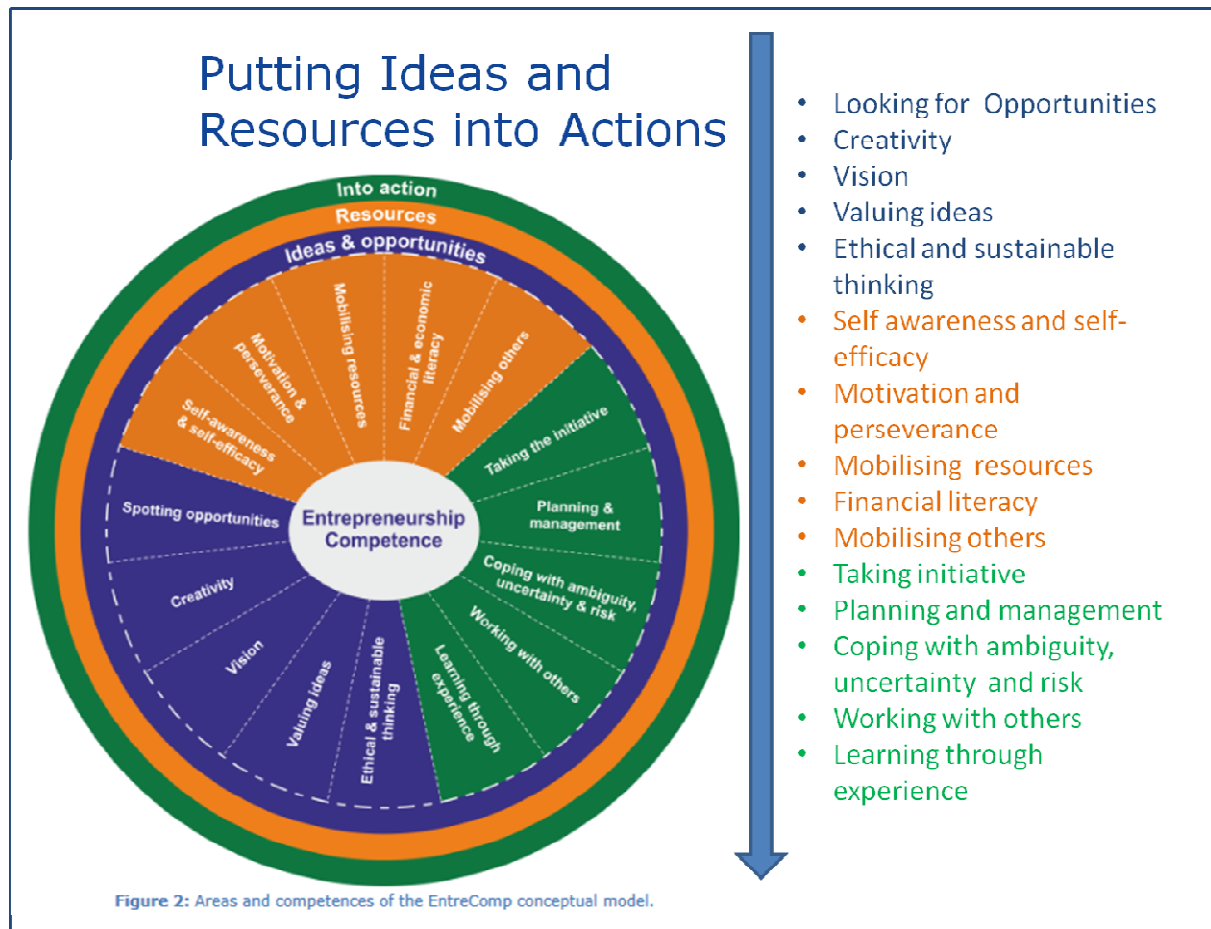 Putting Ideas and
Resources into Actions
Into action
Resources
Ideas & opportunities
Self-awareness
& self-efficacy
Motivation &
perseverance
Mobilising resources
Financial & economic
literacy
Mobilising others
Taking the initiative
Planning &
management
Coping with ambiguity,
uncertainty & risk
Working with others
Learning through
experience
Ethical & sustainable
thinking
Valuing ideas
Vision
Creativity
Spotting opportunities
Entrepreneurship
Competence
Figure 2: Areas and competences of the EntreComp conceptual model.
• Looking for Opportunities
• Creativity
• Vision
• Valuing ideas
• Ethical and sustainable
thinking
• Self awareness and self-
efficacy
• Motivation and
perseverance
• Mobilising resources
• Financial literacy
• Mobilising others
• Taking initiative
• Planning and management
• Coping with ambiguity,
uncertainty and risk
• Working with others
• Learning through
experience